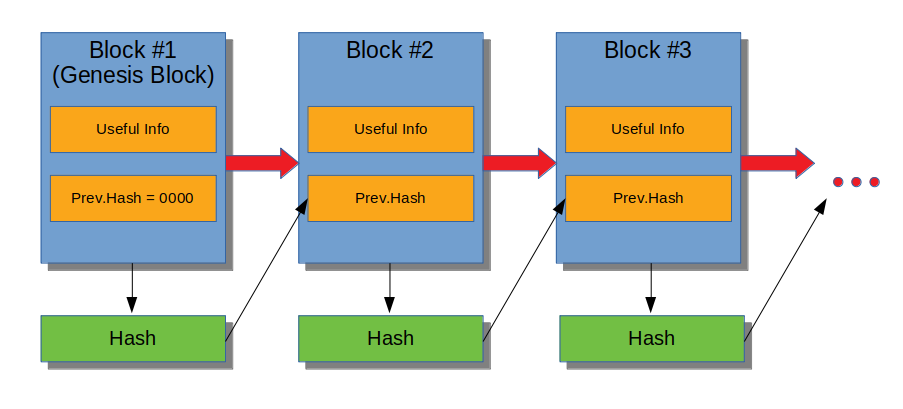 Block #1
(Genesis Block)
Useful Info
Prev.Hash = 0000
Hash
Block #2
Useful Info
Prev.Hash
Hash
Block #3
Useful Info
Prev.Hash
Hash